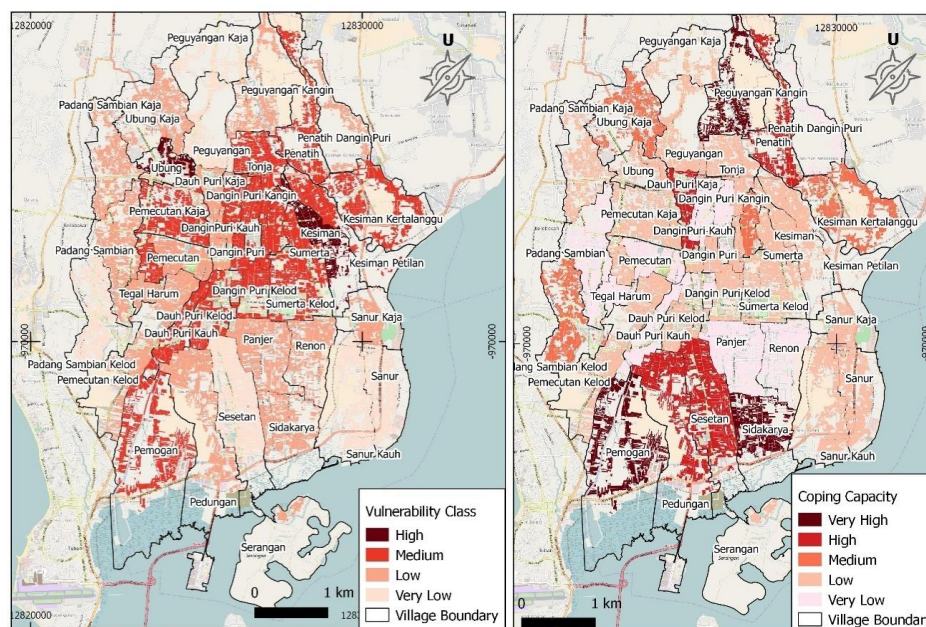 12820000
12830000
U
Peguyangan Kaja
Peguyangan Kangin
Padang Sambian Kaja
Ubung Kaja
Penatih Dangin Puri
Peguyangan
Penatih
Ubung
Tonja
Dauh Puri Kaja
Dangin Puri Kangin
Pemecutan Kaja
Kesiman Kertalangu
DanginPuri Kauh
Kesiman
Padang Sambian
Dangin Puri
Sumerta
Pemecutan
Kesiman Petilan
Tegal Harum
Dangin Puri Kelod
Sumerta Kelod
Dauh Puri Kelod
Sanur Kaja
Dauh Puri Kauh
Panjer
Renon
-970000
-970000
Padang Sambian Kelod
Pemecutan Kelod
Sanur
Sesetan
Sidakarya
Pemogan
Sanur Kauh
Pedungan
Serangan
Serangan
Vulnerability Class
High
Medium
Low
Very Low
Village Boundary
0 1 km
12820000
1283
12830000
U
Peguyangan Kaja
Peguyangan Kangin
Padang Sambian Kaja
Ubung Kaja
Penatih Dangin Puri
Penatih
Peguyangan
Ubung
Tonja
Dauh Puri Kaja
Dangin Puri Kangin
Pemecutan Kaja
Kesiman Kertalangu
DanginPuri Kauh
Kesiman
Padang Sambian
Dangin Puri
Sumerta
Pemecutan
Kesiman Petilan
Tegal Harum
Dangin Puri Kelod
Sumerta Kelod
Dauh Puri Kelod
Sanur Kaja
Dauh Puri Kauh
Panjer
Renon
-970000
dang Sambian Kelod
Pemecutan Kelod
Sanur
Sesetan
Sidakarya
Pemogan
Sanur Kauh
Pedungan
Serangan
Serangan
Coping Capacity
Very High
High
Medium
Low
Very Low
Village Boundary
0 1 km